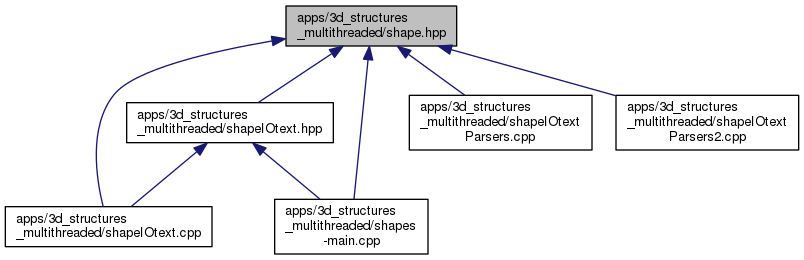 apps/3d_structures
_multithreaded/shape.hpp
apps/3d_structures
_multithreaded/shapeIOtext.hpp
apps/3d_structures
_multithreaded/shapeIOtext
Parsers.cpp
apps/3d_structures
_multithreaded/shapeIOtext
Parsers2.cpp
apps/3d_structures
_multithreaded/shapeIOtext.cpp
apps/3d_structures
_multithreaded/shapes
-main.cpp